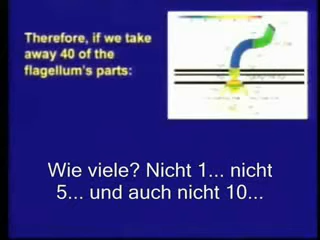 Therefore, if we take
away 40 of the
flagellum's parts:
Wie viele? Nicht 1... nicht
5... und auch nicht 10...